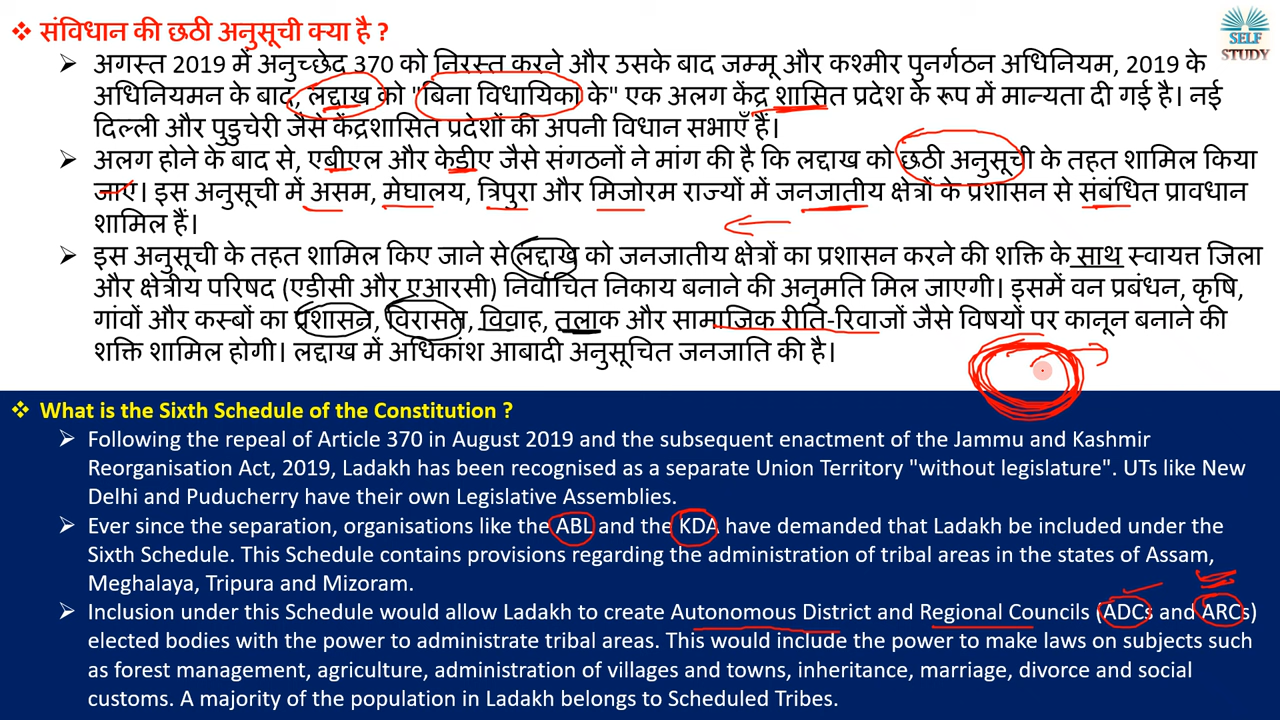 ❖ संविधान की छठी अनुसूची क्या है ?
SELF
STUDY
➢ अगस्त 2019 में अनुच्छेद 370 को निरस्त करने और उसके बाद जम्मू और कश्मीर पुनर्गठन अधिनियम, 2019 के
अधिनियमन के बाद, लद्दाख को "बिना विधायिका के" एक अलग केंद्र शासित प्रदेश के रूप में मान्यता दी गई है। नई
दिल्ली और पुडुचेरी जैसे केंद्रशासित प्रदेशों की अपनी विधान सभाएँ हैं।
➢ अलग होने के बाद से, एबीएल और केडीए जैसे संगठनों ने मांग की है कि लद्दाख को छठी अनुसूची के तहत शामिल किया
जाए। इस अनुसूची में असम, मेघालय, त्रिपुरा और मिजोरम राज्यों में जनजातीय क्षेत्रों के प्रशासन से संबंधित प्रावधान
शामिल हैं।
➢ इस अनुसूची के तहत शामिल किए जाने से लद्दाख को जनजातीय क्षेत्रों का प्रशासन करने की शक्ति के साथ स्वायत्त जिला
और क्षेत्रीय परिषद (एडीसी और एआरसी) निर्वाचित निकाय बनाने की अनुमति मिल जाएगी। इसमें वन प्रबंधन, कृषि,
गांवों और कस्बों का प्रशासन, विरासत, विवाह, तलाक और सामाजिक रीति-रिवाजों जैसे विषयों पर कानून बनाने की
शक्ति शामिल होगी। लद्दाख में अधिकांश आबादी अनुसूचित जनजाति की है।
❖ What is the Sixth Schedule of the Constitution ?
➢ Following the repeal of Article 370 in August 2019 and the subsequent enactment of the Jammu and Kashmir
Reorganisation Act, 2019, Ladakh has been recognised as a separate Union Territory "without legislature". UTs like New
Delhi and Puducherry have their own Legislative Assemblies.
➢ Ever since the separation, organisations like the ABL and the KDA have demanded that Ladakh be included under the
Sixth Schedule. This Schedule contains provisions regarding the administration of tribal areas in the states of Assam,
Meghalaya, Tripura and Mizoram.
➢ Inclusion under this Schedule would allow Ladakh to create Autonomous District and Regional Councils (ADCs and ARCs)
elected bodies with the power to administrate tribal areas. This would include the power to make laws on subjects such
as forest management, agriculture, administration of villages and towns, inheritance, marriage, divorce and social
customs. A majority of the population in Ladakh belongs to Scheduled Tribes.